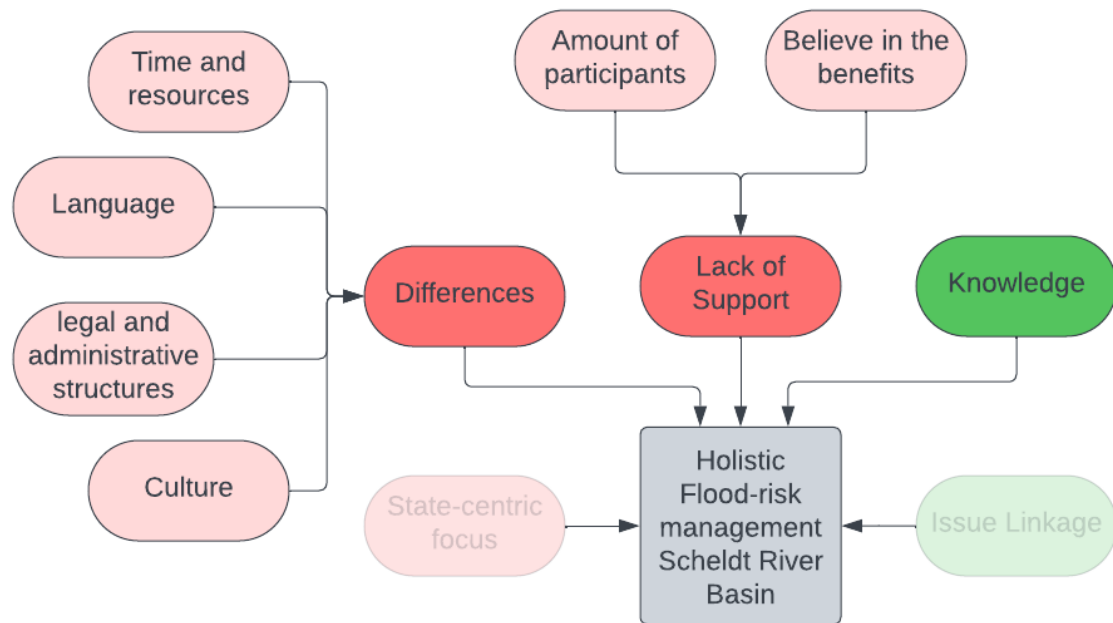 Time and
resources
Language
legal and
administrative
structures
Culture
Amount of
participants
Believe in the
benefits
Differences
Lack of
Support
Knowledge
State-centric
focus
Holistic
Flood-risk
management
Scheldt River
Basin
Issue Linkage